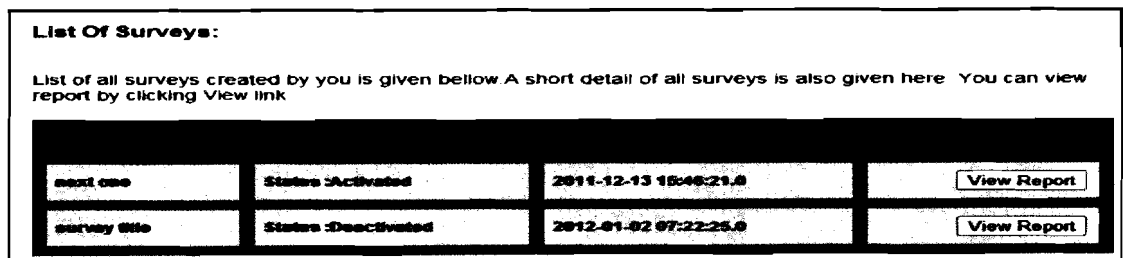 List Of Surveys:
List of all surveys created by you is given bellow.A short detail of all surveys is also given here You can view
report by clicking View link
next one Status :Activated 2011-12-13 15:46:21.0 View Report
survey title Status :Deactivated 2012-01-02 07:22:25.0 View Report